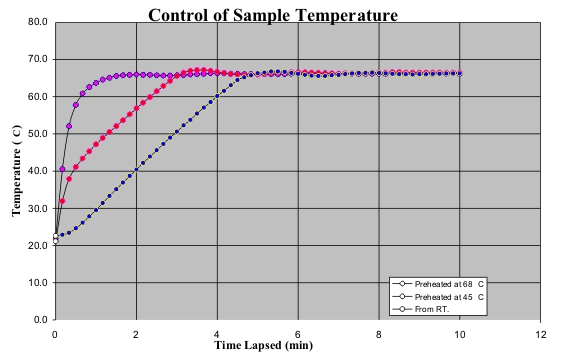 Control of Sample Temperature
80.0
70.0
60.0
50.0
40.0
30.0
20.0
10.0
0.0
Temperature ( C)
0 2 4 6 8 10 12
Time Lapsed (min)
Preheated at 68 C
Preheated at 45 C
From RT.